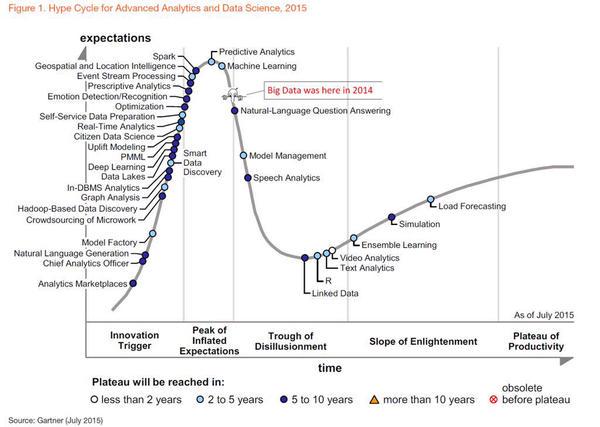 Figure 1. Hype Cycle for Advanced Analytics and Data Science, 2015
expectations
Predictive Analytics
Spark
Machine Learning
Geospatial and Location Intelligence
Event Stream Processing
Prescriptive Analytics
Big Data was here in 2014
Emotion Detection/Recognition
Optimization
Natural-Language Question Answering
Self-Service Data Preparation
Real-Time Analytics
Citizen Data Science
Uplift Modeling
PMML
Smart
Data
Discovery
Model Management
Deep Learning
Data Lakes
Speech Analytics
In-DBMS Analytics
Graph Analysis
Hadoop-Based Data Discovery
Crowdsourcing of Microwork
Load Forecasting
Simulation
Model Factory
Ensemble Learning
Natural Language Generation
Video Analytics
Chief Analytics Officer
Text Analytics
R
Analytics Marketplaces
Linked Data
As of July 2015
Innovation
Trigger
Peak of
Inflated
Expectations
Trough of
Disillusionment
Slope of Enlightenment
Plateau of
Productivity
time
Plateau will be reached in:
less than 2 years
2 to 5 years
5 to 10 years
more than 10 years
obsolete
before plateau
Source: Gartner (July 2015)